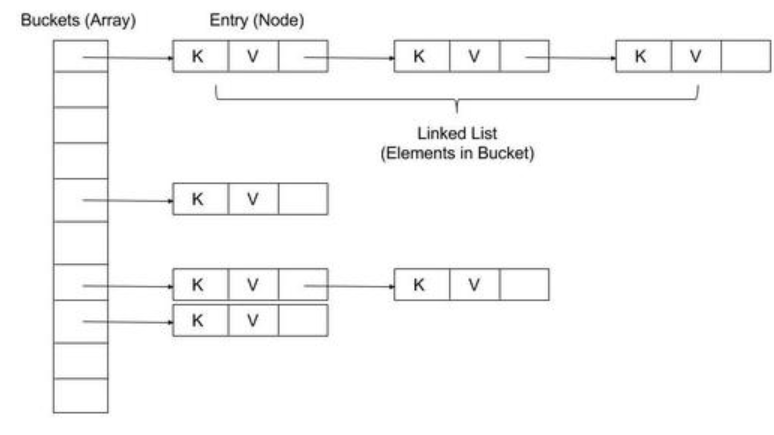 Buckets (Array) Entry (Node)
K V K V K V
Linked List
(Elements in Bucket)
K V
K V K V
K V